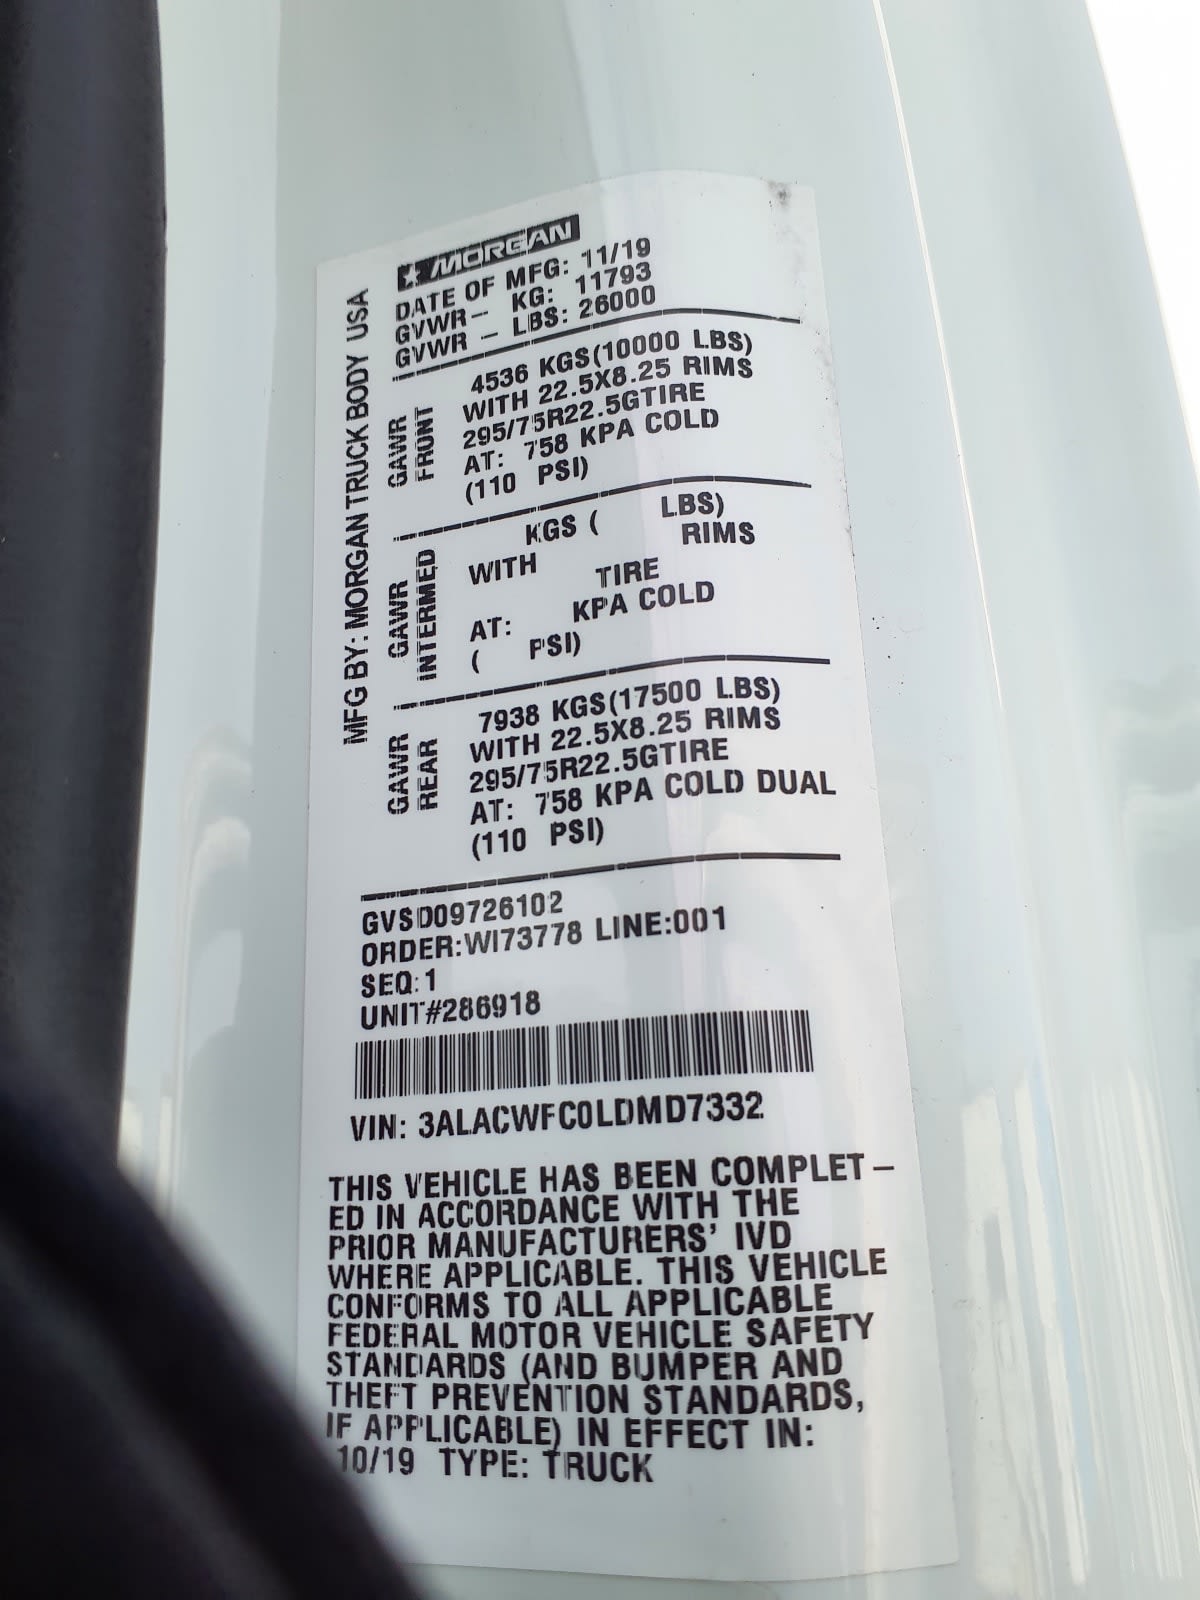 MORGAN
DATE OF MFG: 11/19
GVWR- KG: 11793
GVWR - LBS: 26000
MFG BY: MORGAN TRUCK BODY USA
GAWR
FRONT
4536 KGS(10000 LBS)
WITH 22.5X8.25 RIMS
295/75R22.5GTIRE
AT: 758 KPA COLD
(110 PSI)
GAWR
INTERMED
KGS ( LBS)
WITH RIMS
TIRE
AT: KPA COLD
( PSI)
GAWR
REAR
7938 KGS(17500 LBS)
WITH 22.5X8.25 RIMS
295/75R22.5GTIRE
AT: 758 KPA COLD DUAL
(110 PSI)
GVSD09726102
ORDER:WI73778 LINE:001
SEQ:1
UNIT#286918
VIN: 3ALACWFC0LDMD7332
THIS VEHICLE HAS BEEN COMPLET-
ED IN ACCORDANCE WITH THE
PRIOR MANUFACTURERS' IVD
WHERE APPLICABLE. THIS VEHICLE
CONFORMS TO ALL APPLICABLE
FEDERAL MOTOR VEHICLE SAFETY
STANDARDS (AND BUMPER AND
THEFT PREVENTION STANDARDS,
IF APPLICABLE) IN EFFECT IN:
10/19 TYPE: TRUCK